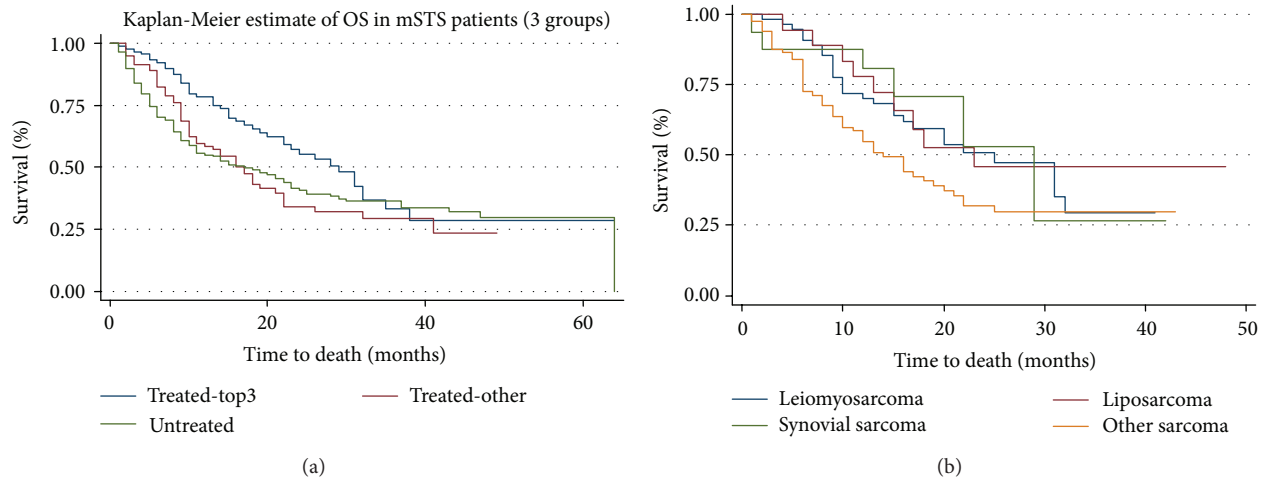 Kaplan-Meier estimate of OS in mSTS patients (3 groups)
1.00
0.75
0.50
0.25
0.00
Survival (%)
0 20 40 60
Time to death (months)
Treated-top3 Treated-other
Untreated
(a)
1.00
0.75
0.50
0.25
0.00
Survival (%)
0 10 20 30 40 50
Time to death (months)
Leiomyosarcoma Liposarcoma
Synovial sarcoma Other sarcoma
(b)